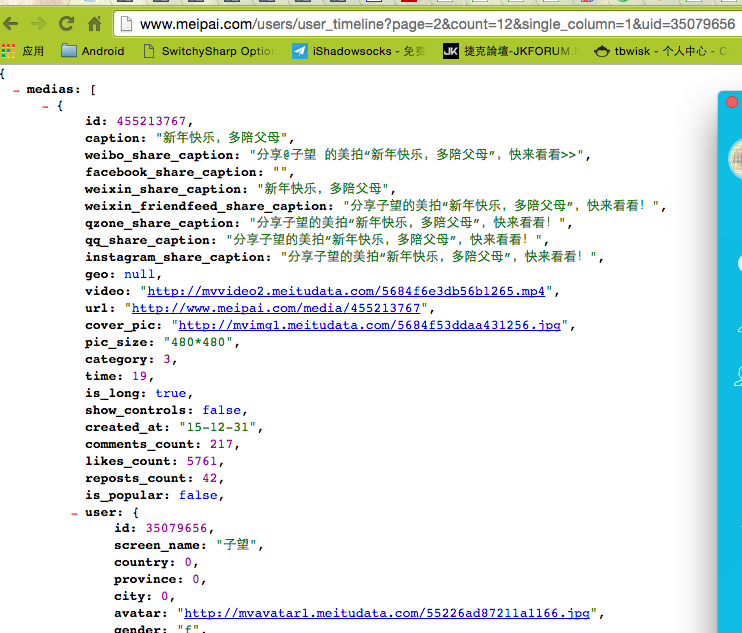 www.meipai.com/users/user_timeline?page=2&count=12&single_column=1&uid=35079656
应用 Android SwitchySharp Option iShadowsocks - 免费 JK 捷克論壇-JKFORUM. tbwisk - 个人中心 -
{
– medias: [
– {
id: 455213767,
caption: "新年快乐，多陪父母",
weibo_share_caption: "分享@子望 的美拍“新年快乐，多陪父母”，快来看看>>",
facebook_share_caption: "",
weixin_share_caption: "新年快乐，多陪父母",
weixin_friendfeed_share_caption: "分享子望的美拍“新年快乐，多陪父母”，快来看看！",
qzone_share_caption: "分享子望的美拍“新年快乐，多陪父母”，快来看看！",
qq_share_caption: "分享子望的美拍“新年快乐，多陪父母”，快来看看！",
instagram_share_caption: "分享子望的美拍“新年快乐，多陪父母”，快来看看！",
geo: null,
video: "http://mvvideo2.meitudata.com/5684f6e3db56b1265.mp4",
url: "http://www.meipai.com/media/455213767",
cover_pic: "http://mvimg1.meitudata.com/5684f53ddaa431256.jpg",
pic_size: "480*480",
category: 3,
time: 19,
is_long: true,
show_controls: false,
created_at: "15-12-31",
comments_count: 217,
likes_count: 5761,
reposts_count: 42,
is_popular: false,
– user: {
id: 35079656,
screen_name: "子望",
country: 0,
province: 0,
city: 0,
avatar: "http://mvavatar1.meitudata.com/55226ad87211a1166.jpg",
gender: "f",